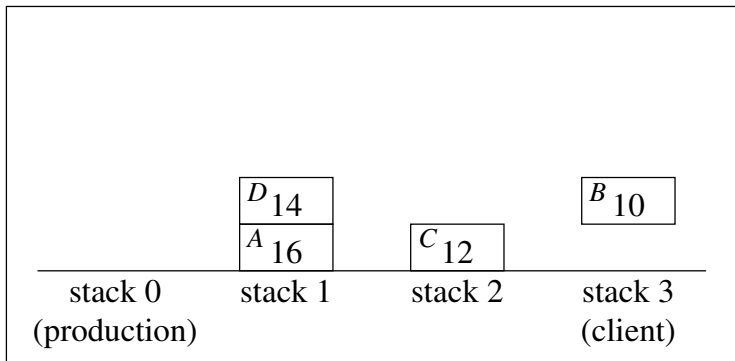 D 14
B 10
A 16
C 12
stack 0
(production)
stack 1
stack 2
stack 3
(client)